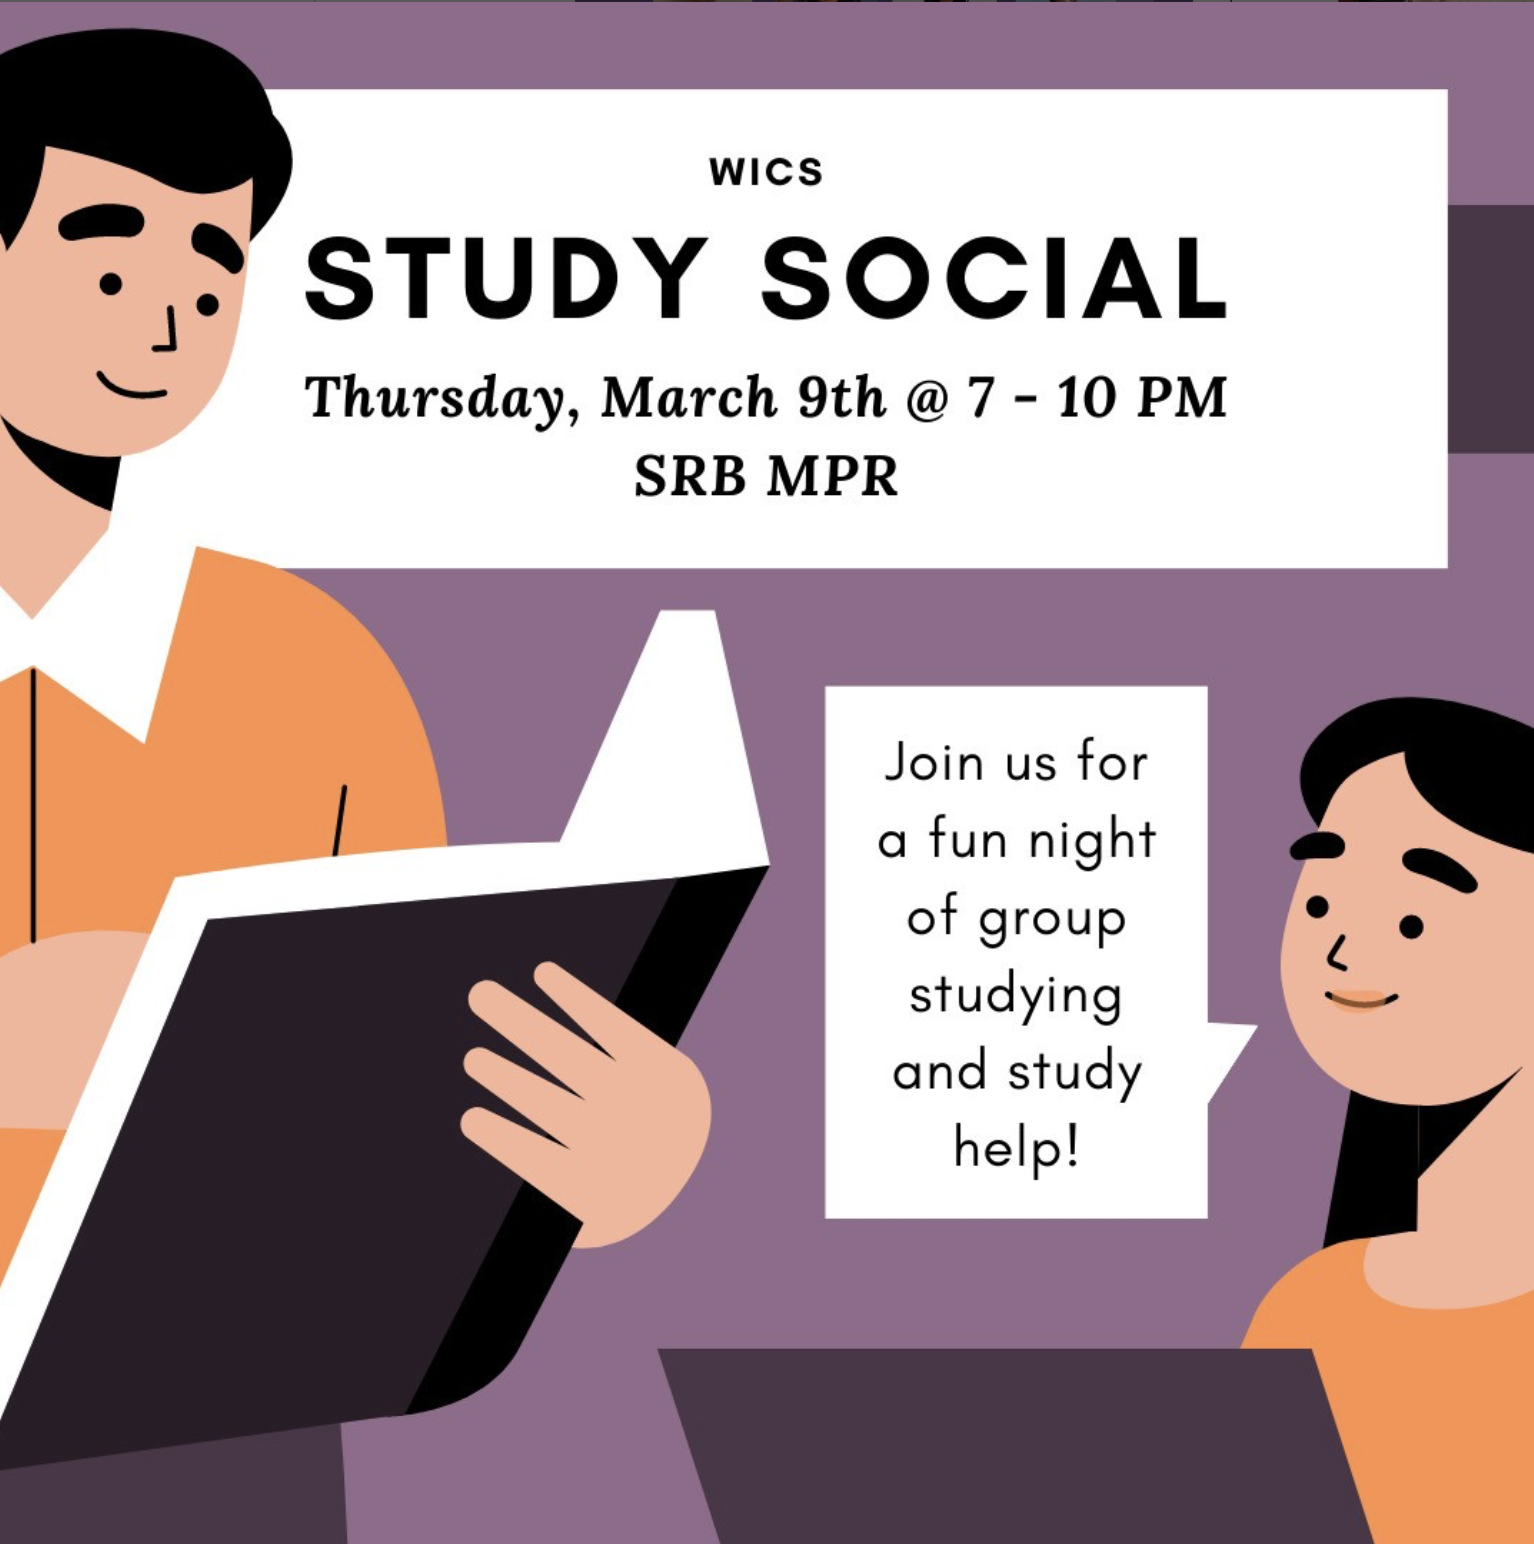 WICS
STUDY SOCIAL
Thursday, March 9th @ 7 - 10 PM
SRB MPR
Join us for
a fun night
of group
studying
and study
help!